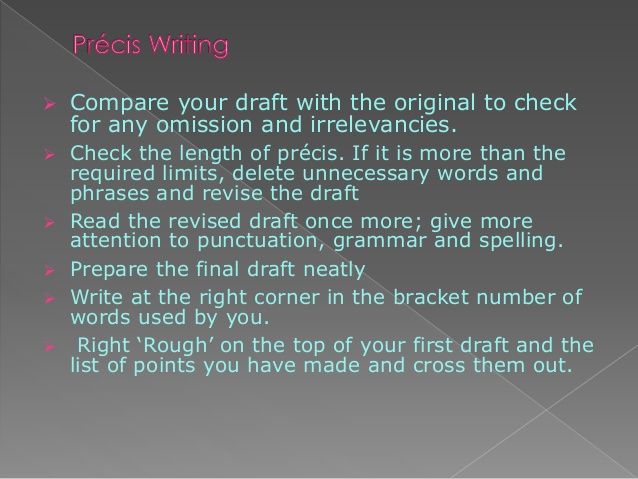 Précis Writing
➢ Compare your draft with the original to check
for any omission and irrelevancies.
➢ Check the length of précis. If it is more than the
required limits, delete unnecessary words and
phrases and revise the draft
➢ Read the revised draft once more; give more
attention to punctuation, grammar and spelling.
➢ Prepare the final draft neatly
➢ Write at the right corner in the bracket number of
words used by you.
➢ Right ‘Rough’ on the top of your first draft and the
list of points you have made and cross them out.